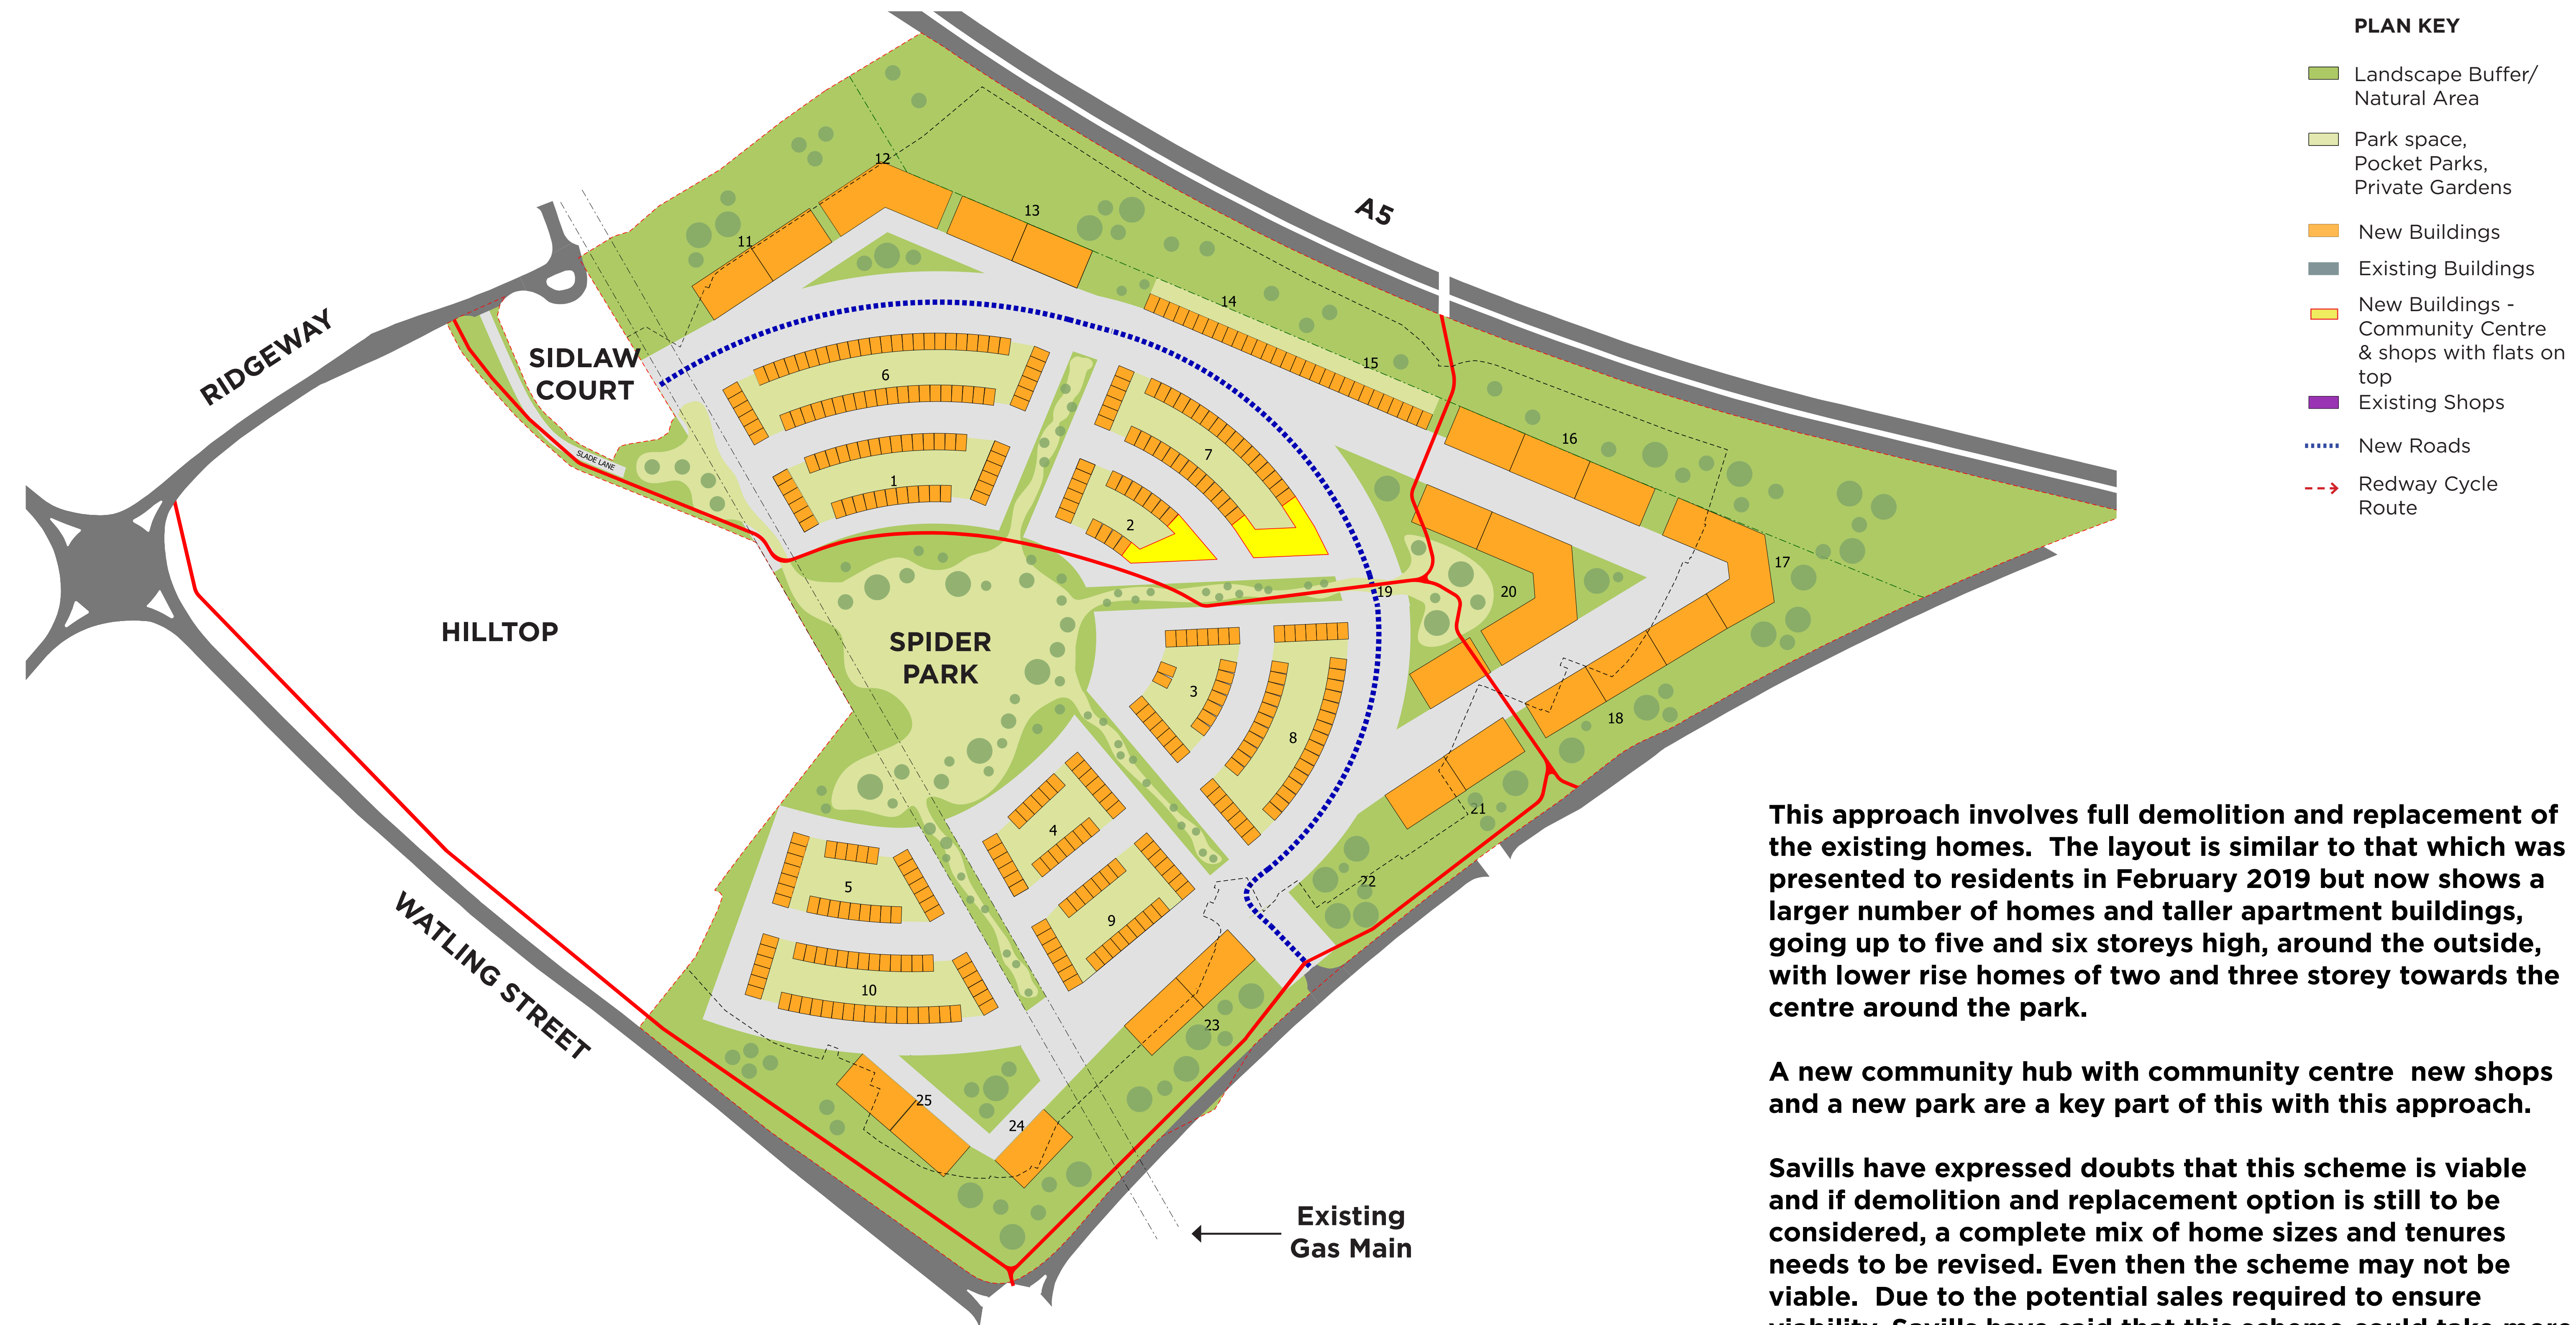 PLAN KEY
Landscape Buffer/
Natural Area
Park space,
Pocket Parks,
Private Gardens
New Buildings
Existing Buildings
New Buildings -
Community Centre
& shops with flats on
top
Existing Shops
New Roads
Redway Cycle
Route
A5
RIDGEWAY
SIDLAW
COURT
SLADE LANE
HILLTOP
SPIDER
PARK
WATLING STREET
Existing
Gas Main
12
13
11
14
15
6
16
7
1
2
17
19
20
3
18
8
21
4
5
22
9
10
23
25
24
This approach involves full demolition and replacement of
the existing homes.  The layout is similar to that which was
presented to residents in February 2019 but now shows a
larger number of homes and taller apartment buildings,
going up to five and six storeys high, around the outside,
with lower rise homes of two and three storey towards the
centre around the park.
A new community hub with community centre  new shops
and a new park are a key part of this with this approach.
Savills have expressed doubts that this scheme is viable
and if demolition and replacement option is still to be
considered, a complete mix of home sizes and tenures
needs to be revised. Even then the scheme may not be
viable.  Due to the potential sales required to ensure
viability, Savills have said that this scheme could take more